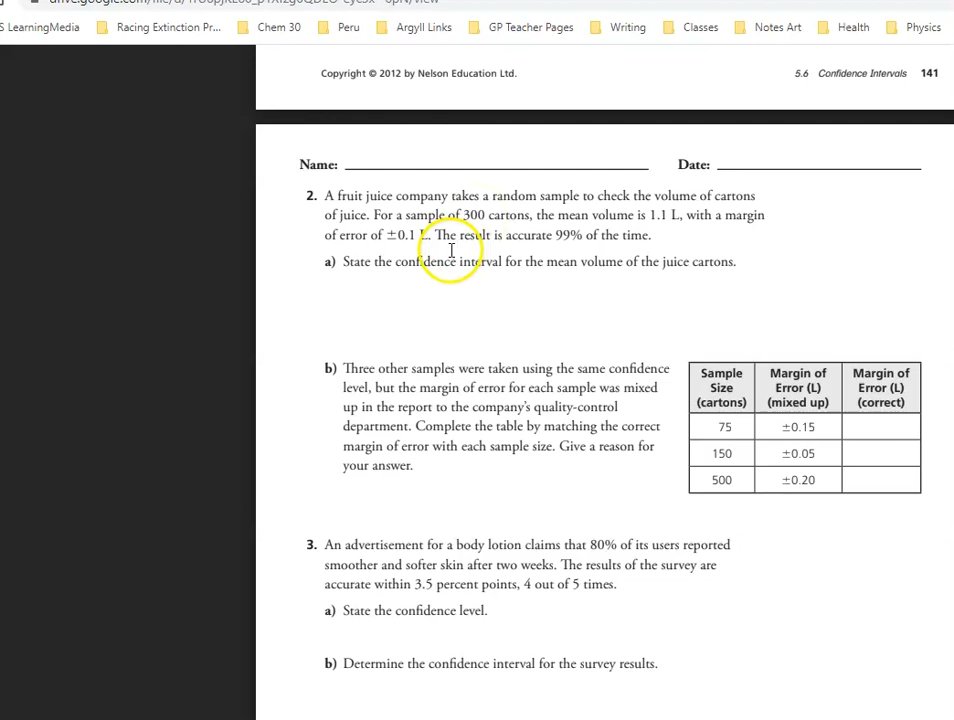 S LearningMedia Racing Extinction Pr... Chem 30 Peru Argyll Links GP Teacher Pages Writing Classes Notes Art Health Physics
Copyright © 2012 by Nelson Education Ltd. 5.6 Confidence Intervals 141
Name: Date:
2. A fruit juice company takes a random sample to check the volume of cartons
of juice. For a sample of 300 cartons, the mean volume is 1.1 L, with a margin
of error of ±0.1 L. The result is accurate 99% of the time.
a) State the confidence interval for the mean volume of the juice cartons.
b) Three other samples were taken using the same confidence
level, but the margin of error for each sample was mixed
up in the report to the company's quality-control
department. Complete the table by matching the correct
margin of error with each sample size. Give a reason for
your answer.
Sample Margin of Margin of
Size Error (L) Error (L)
(cartons) (mixed up) (correct)
75 ±0.15
150 ±0.05
500 ±0.20
3. An advertisement for a body lotion claims that 80% of its users reported
smoother and softer skin after two weeks. The results of the survey are
accurate within 3.5 percent points, 4 out of 5 times.
a) State the confidence level.
b) Determine the confidence interval for the survey results.